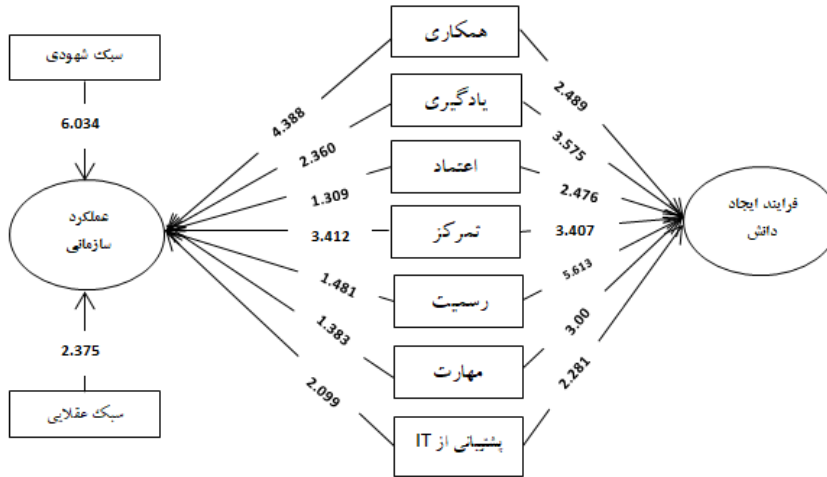 همکاری
سبک شهودی
یادگیری
2.489
4.388
6.034
3.575
2.360
اعتماد
1.309
2.476
عملکرد
سازمانی
تمرکز
3.412
3.407
فرایند ایجاد
دانش
1.481
رسمیت
5.613
1.383
3.00
2.375
مهارت
2.099
2.281
سبک عقلایی
پشتیبانی از IT